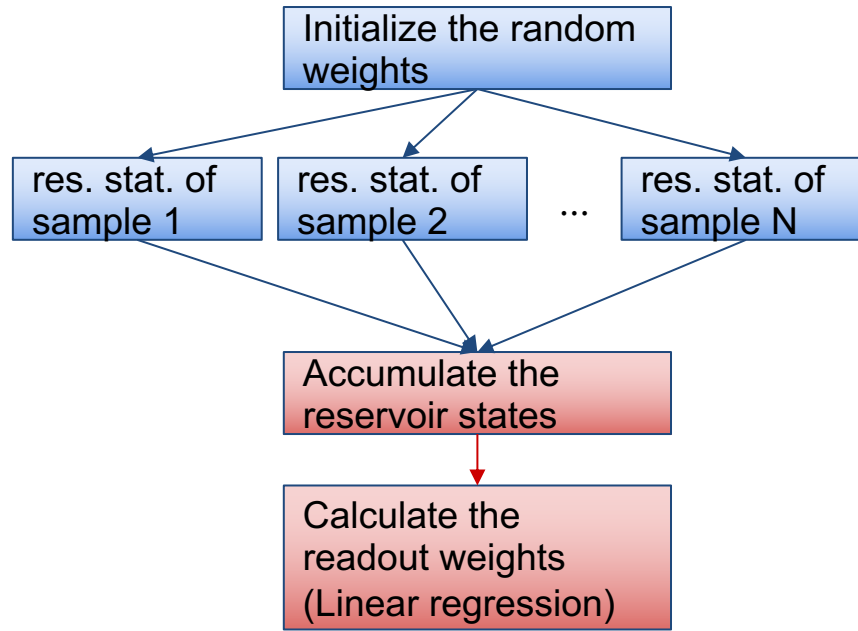 Initialize the random
weights
res. stat. of
sample 1
res. stat. of
sample 2
...
res. stat. of
sample N
Accumulate the
reservoir states
Calculate the
readout weights
(Linear regression)